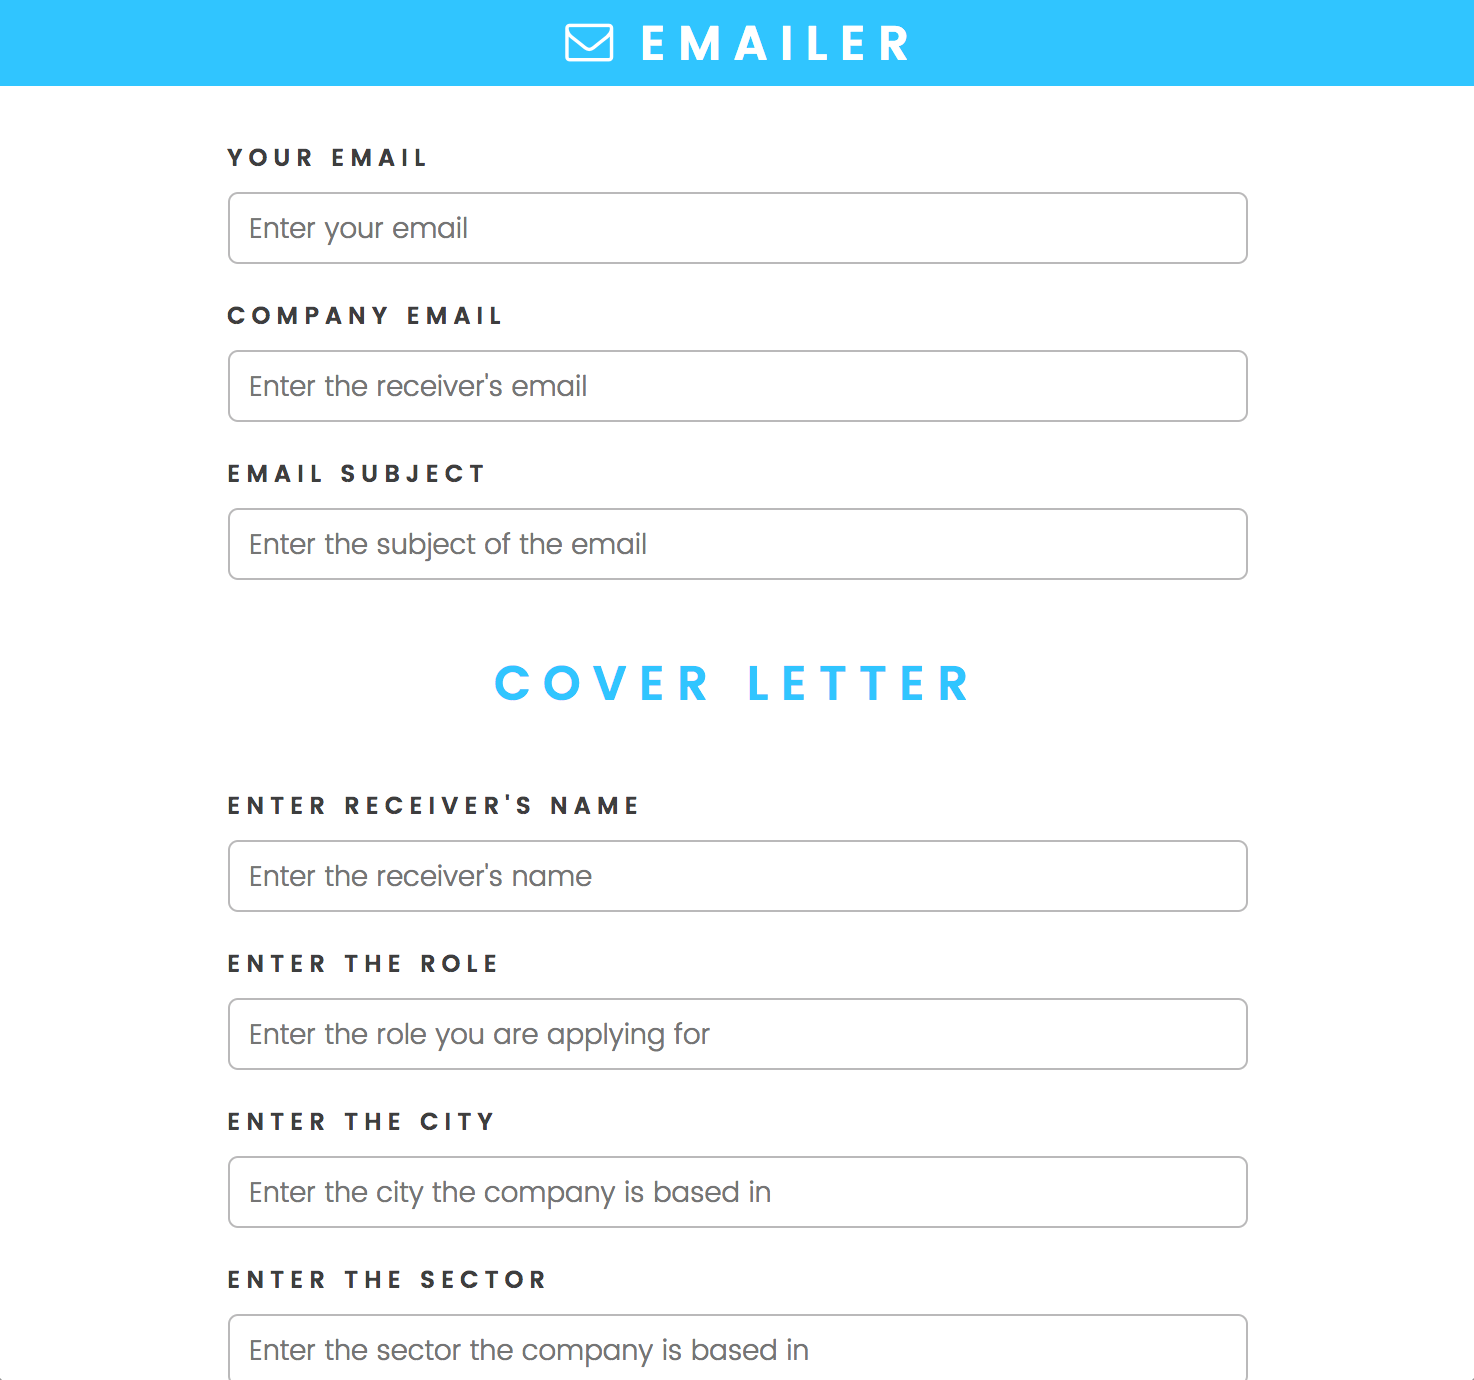 EMAILER
YOUR EMAIL
Enter your email
COMPANY EMAIL
Enter the receiver's email
EMAIL SUBJECT
Enter the subject of the email
COVER LETTER
ENTER RECEIVER'S NAME
Enter the receiver's name
ENTER THE ROLE
Enter the role you are applying for
ENTER THE CITY
Enter the city the company is based in
ENTER THE SECTOR
Enter the sector the company is based in